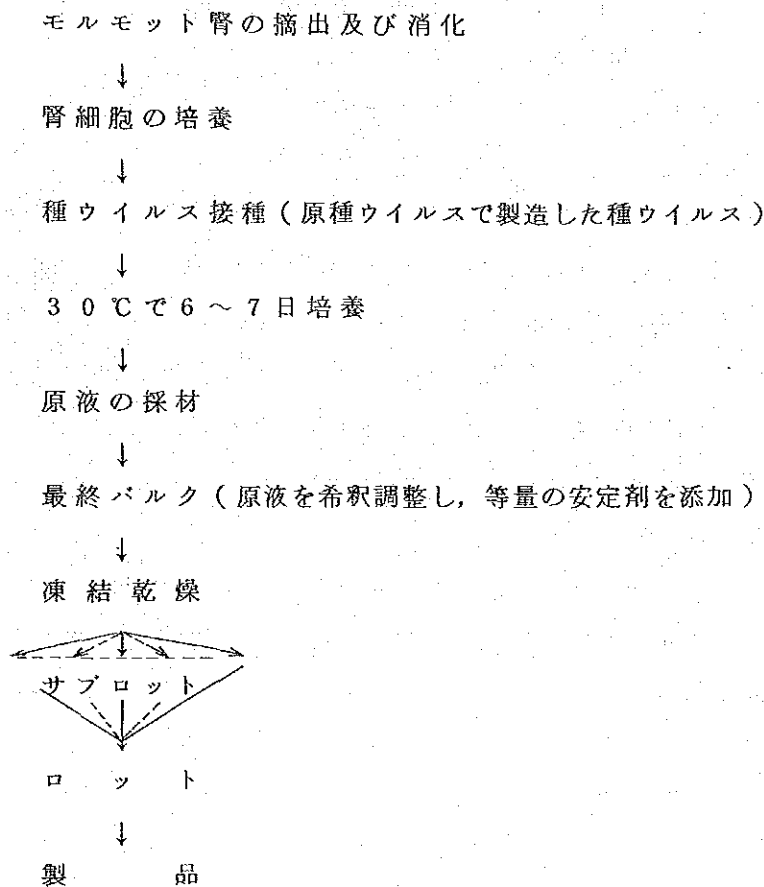 モルモット腎の摘出及び消化
↓
腎細胞の培養
↓
種ウイルス接種(原種ウイルスで製造した種ウイルス)
↓
30℃で6〜7日培養
↓
原液の採材
↓
最終バルク(原液を希釈調整し,等量の安定剤を添加)
↓
凍結乾燥
サブロット
ロット
↓
製品